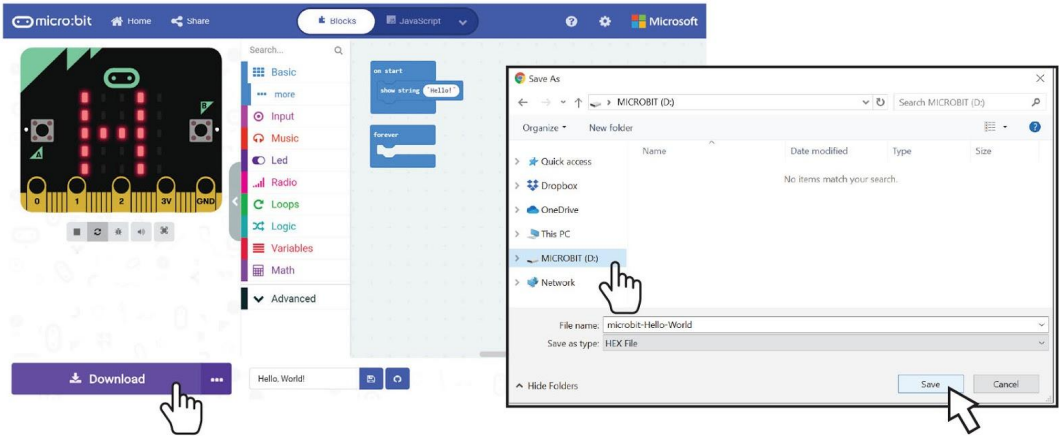 micro:bit Home Share Blocks JavaScript Microsoft
A
B
0 1 2 3V GND
Search...
Basic
more
Input
Music
Led
Radio
Loops
Logic
Variables
Math
Advanced
on start
show string "Hello!"
forever
Download
Hello, World!
Save As
MICROBIT (D:) Search MICROBIT (D:)
Organize New folder
Name Date modified Type Size
No items match your search.
Quick access
Dropbox
OneDrive
This PC
MICROBIT (D:)
Network
File name: microbit-Hello-World
Save as type: HEX File
Hide Folders
Save Cancel